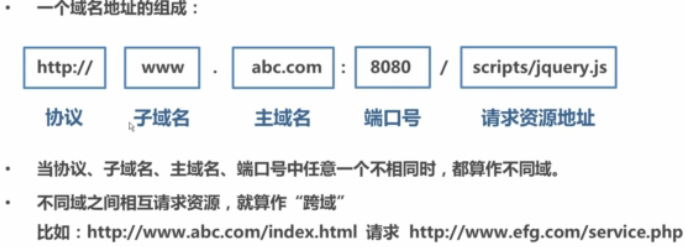 • 一个域名地址的组成：
http:// www . abc.com : 8080 / scripts/jquery.js
协议 子域名 主域名 端口号 请求资源地址
• 当协议、子域名、主域名、端口号中任意一个不相同时，都算作不同域。
• 不同域之间相互请求资源，就算作“跨域”
比如：http://www.abc.com/index.html 请求 http://www.efg.com/service.php